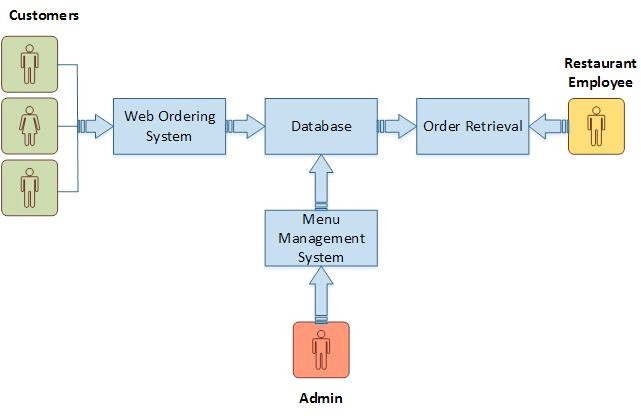 Customers
Restaurant
Employee
Web Ordering
System
Database
Order Retrieval
Menu
Management
System
Admin